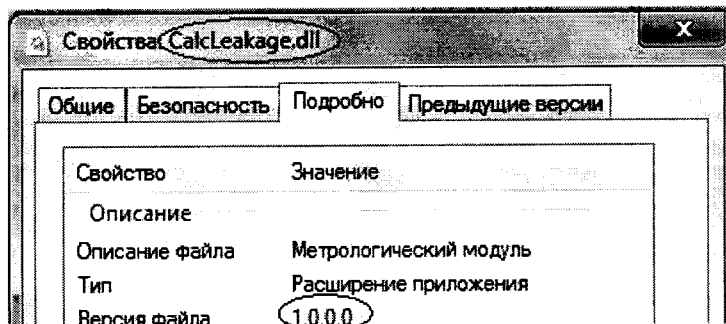 Свойства: CalcLeakage.dll
Общие Безопасность Подробно Предыдущие версии
Свойство Значение
Описание
Описание файла Метрологический модуль
Тип Расширение приложения
Версия файла 1.0.0.0